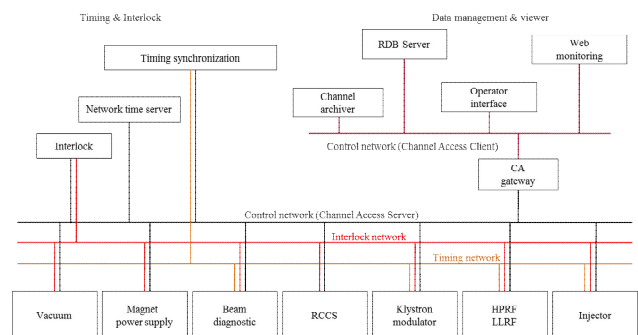 Timing & Interlock
Data management & viewer
Timing synchronization
RDB Server
Web
monitoring
Network time server
Channel
archiver
Operator
interface
Interlock
Control network (Channel Access Client)
CA
gateway
Control network (Channel Access Server)
Interlock network
Timing network
Vacuum
Magnet
power supply
Beam
diagnostic
RCCS
Klystron
modulator
HPRF
LLRF
Injector